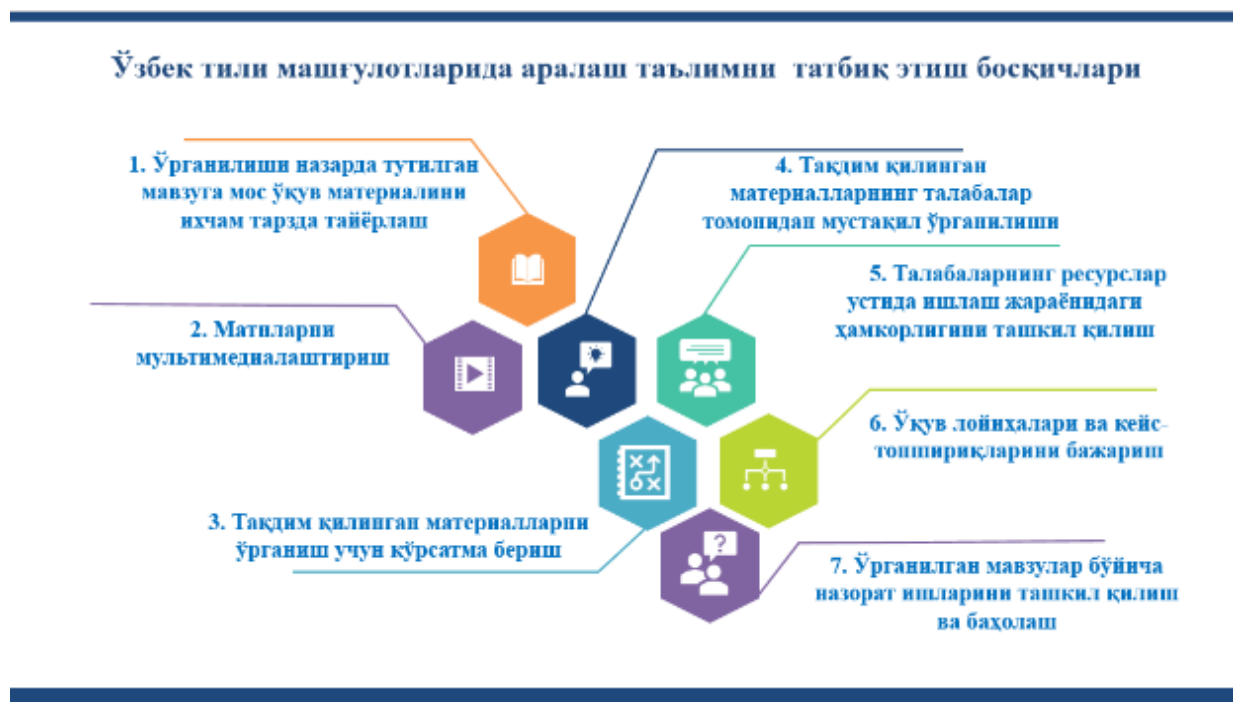 Ўзбек тили машғулотларида аралаш таълимни татбиқ этиш босқичлари
1. Ўрганилиши назарда тутилган
мавзуга мос ўқув материалини
ихчам тарзда тайёрлаш
2. Матнларни
мультимедиалаштириш
3. Тақдим қилинган материалларни
ўрганиш учун кўрсатма бериш
4. Тақдим қилинган
материалларнинг талабалар
томонидан мустақил ўрганилиши
5. Талабаларнинг ресурслар
устида ишлаш жараёнидаги
ҳамкорлигини ташкил қилиш
6. Ўқув лойиҳалари ва кейс-
топшириқларини бажариш
7. Ўрганилган мавзулар бўйича
назорат ишларини ташкил қилиш
ва баҳолаш